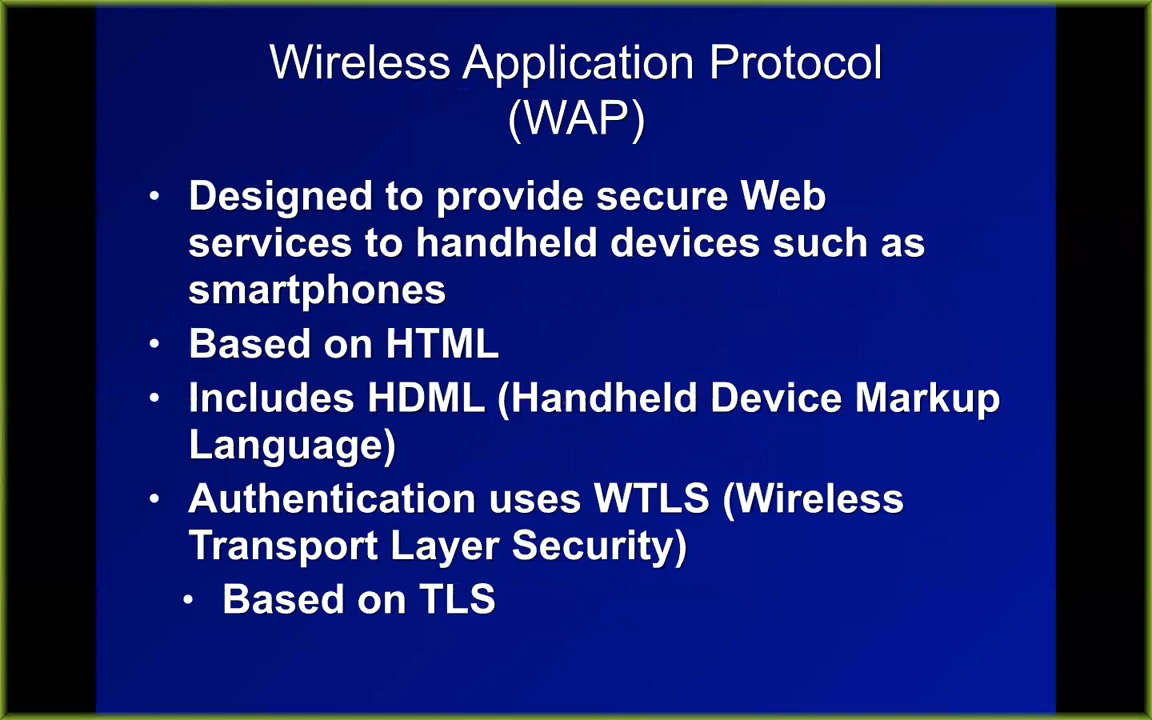 Wireless Application Protocol
(WAP)
• Designed to provide secure Web
services to handheld devices such as
smartphones
• Based on HTML
• Includes HDML (Handheld Device Markup
Language)
• Authentication uses WTLS (Wireless
Transport Layer Security)
• Based on TLS